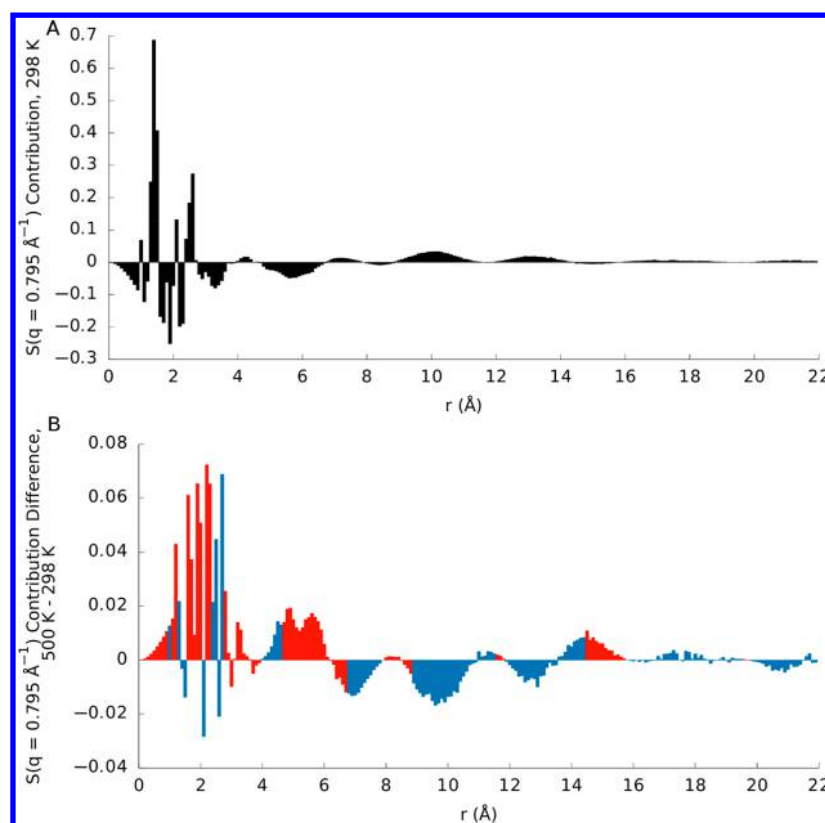 A
S(q = 0.795 Å⁻¹) Contribution, 298 K
0.7
0.6
0.5
0.4
0.3
0.2
0.1
0
−0.1
−0.2
−0.3
0 2 4 6 8 10 12 14 16 18 20 22
r (Å)
B
S(q = 0.795 Å⁻¹) Contribution Difference,
500 K - 298 K
0.08
0.06
0.04
0.02
0
−0.02
−0.04
0 2 4 6 8 10 12 14 16 18 20 22
r (Å)